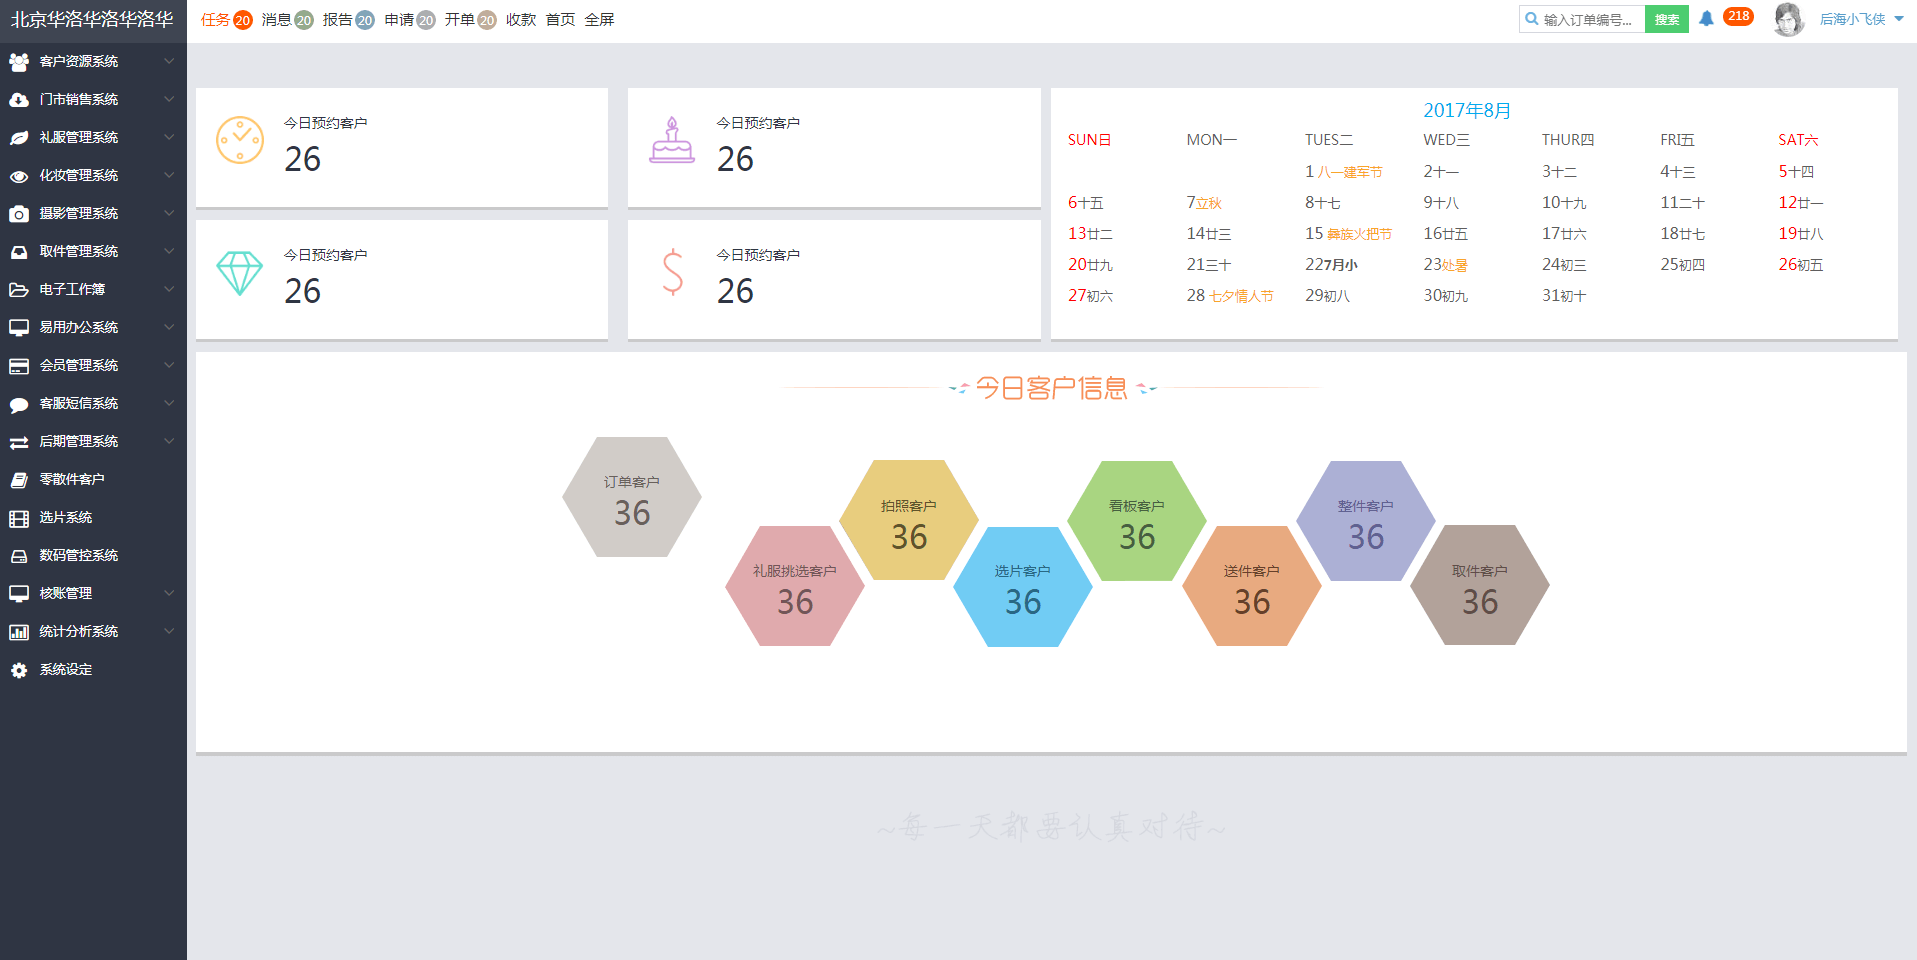 北京华洛华洛华洛华
任务 20 消息 20 报告 20 申请 20 开单 20 收款 首页 全屏
输入订单编号... 搜索 218 后海小飞侠
客户资源系统
门市销售系统
礼服管理系统
化妆管理系统
摄影管理系统
取件管理系统
电子工作簿
易用办公系统
会员管理系统
客服短信系统
后期管理系统
零散件客户
选片系统
数码管控系统
核账管理
统计分析系统
系统设定
今日预约客户
26
今日预约客户
26
今日预约客户
26
今日预约客户
26
2017年8月
SUN日 MON一 TUES二 WED三 THUR四 FRI五 SAT六
1 八一建军节 2十一 3十二 4十三 5十四
6十五 7立秋 8十七 9十八 10十九 11二十 12廿一
13廿二 14廿三 15 彝族火把节 16廿五 17廿六 18廿七 19廿八
20廿九 21三十 227月小 23处暑 24初三 25初四 26初五
27初六 28 七夕情人节 29初八 30初九 31初十
今日客户信息
订单客户
36
礼服挑选客户
36
拍照客户
36
选片客户
36
看板客户
36
送件客户
36
整件客户
36
取件客户
36
~每一天都要认真对待~